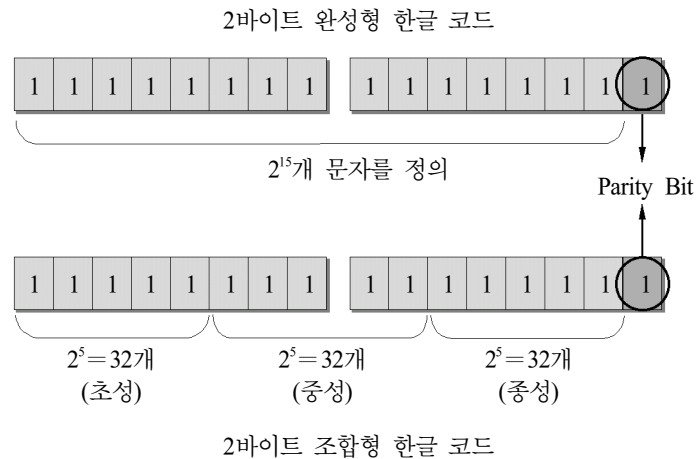 2바이트 완성형 한글 코드
1 1 1 1 1 1 1 1 1 1 1 1 1 1 1 1
2¹⁵개 문자를 정의
Parity Bit
1 1 1 1 1 1 1 1 1 1 1 1 1 1 1 1
2⁵=32개 2⁵=32개 2⁵=32개
(초성) (중성) (종성)
2바이트 조합형 한글 코드